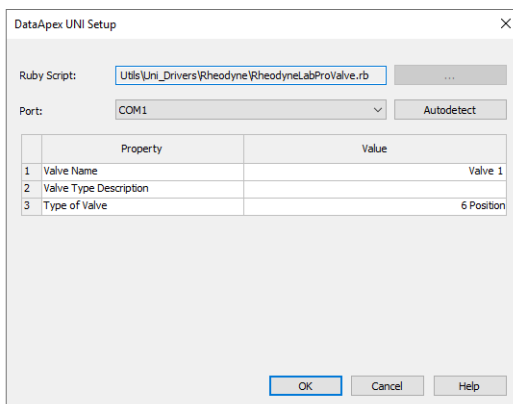 DataApex UNI Setup
Ruby Script: Utils\Uni_Drivers\Rheodyne\RheodyneLabProValve.rb ...
Port: COM1 Autodetect
Property Value
1 Valve Name Valve 1
2 Valve Type Description
3 Type of Valve 6 Position
OK Cancel Help